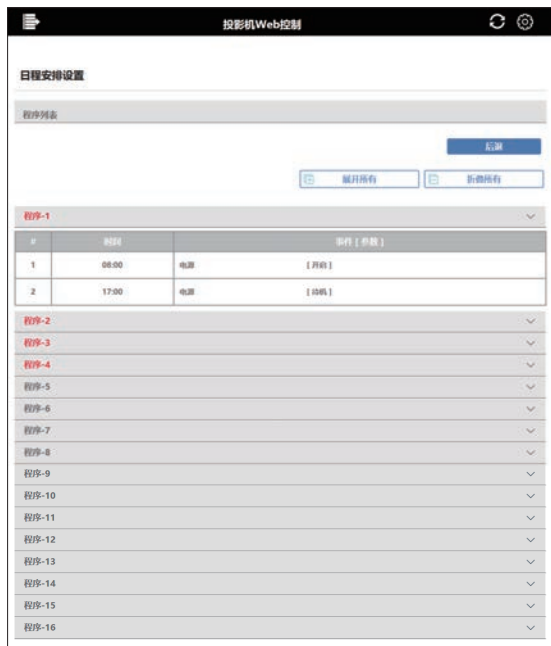 投影机Web控制
日程安排设置
程序列表
后退
展开所有 折叠所有
程序-1
# 时间 事件 [ 参数 ]
1 08:00 电源 [ 开启 ]
2 17:00 电源 [ 待机 ]
程序-2
程序-3
程序-4
程序-5
程序-6
程序-7
程序-8
程序-9
程序-10
程序-11
程序-12
程序-13
程序-14
程序-15
程序-16